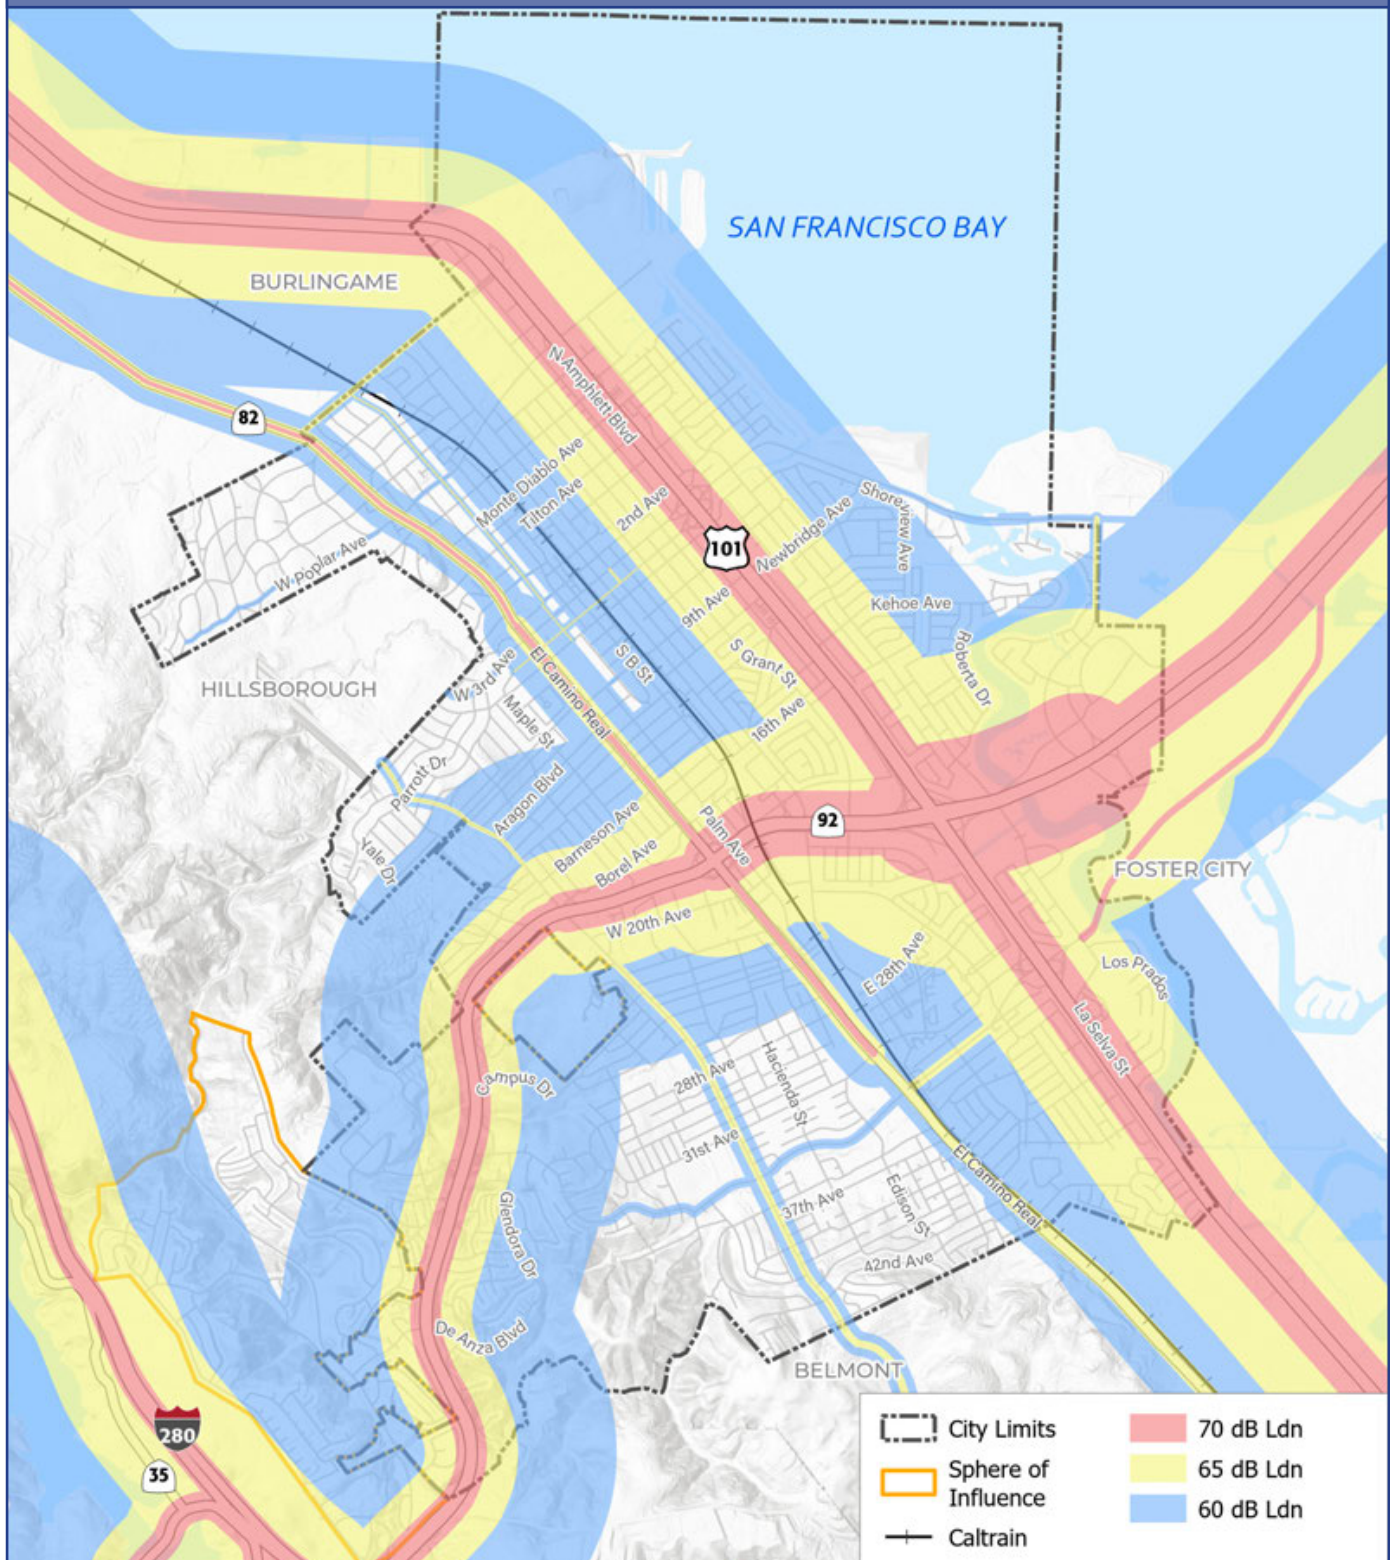 SAN FRANCISCO BAY
BURLINGAME
82
N Amphlett Blvd
Monte Diablo Ave
Tilton Ave
2nd Ave
Shoreview Ave
Newbridge Ave
101
W Poplar Ave
Kehoe Ave
9th Ave
Roberta Dr
S B St
S Grant St
El Camino Real
W 3rd Ave
HILLSBOROUGH
Maple St
16th Ave
Parrott Dr
Aragon Blvd
Palm Ave
92
Barneson Ave
Borel Ave
Yale Dr
FOSTER CITY
W 20th Ave
E 28th Ave
Los Prados
La Selva St
Hacienda St
28th Ave
Campus Dr
31st Ave
El Camino Real
37th Ave
Edison St
Glendora Dr
42nd Ave
De Anza Blvd
BELMONT
280
35
City Limits
Sphere of
Influence
Caltrain
70 dB Ldn
65 dB Ldn
60 dB Ldn